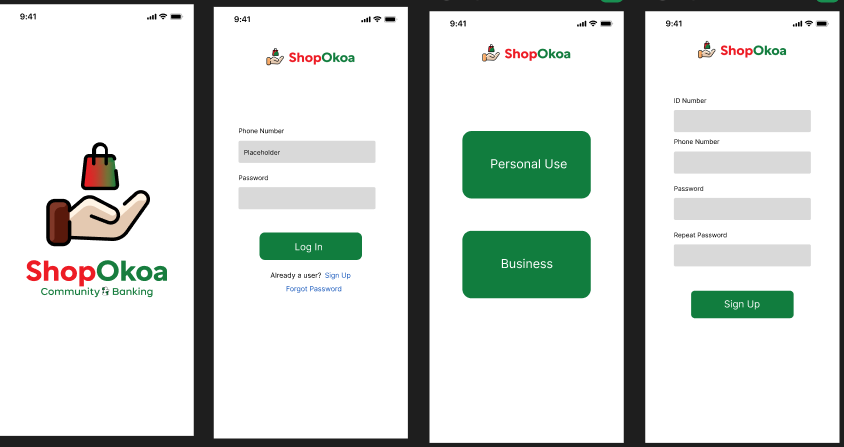 9:41
ShopOkoa
Community Banking
9:41
ShopOkoa
Phone Number
Placeholder
Password
Log In
Already a user? Sign Up
Forgot Password
9:41
ShopOkoa
Personal Use
Business
9:41
ShopOkoa
ID Number
Phone Number
Password
Repeat Password
Sign Up